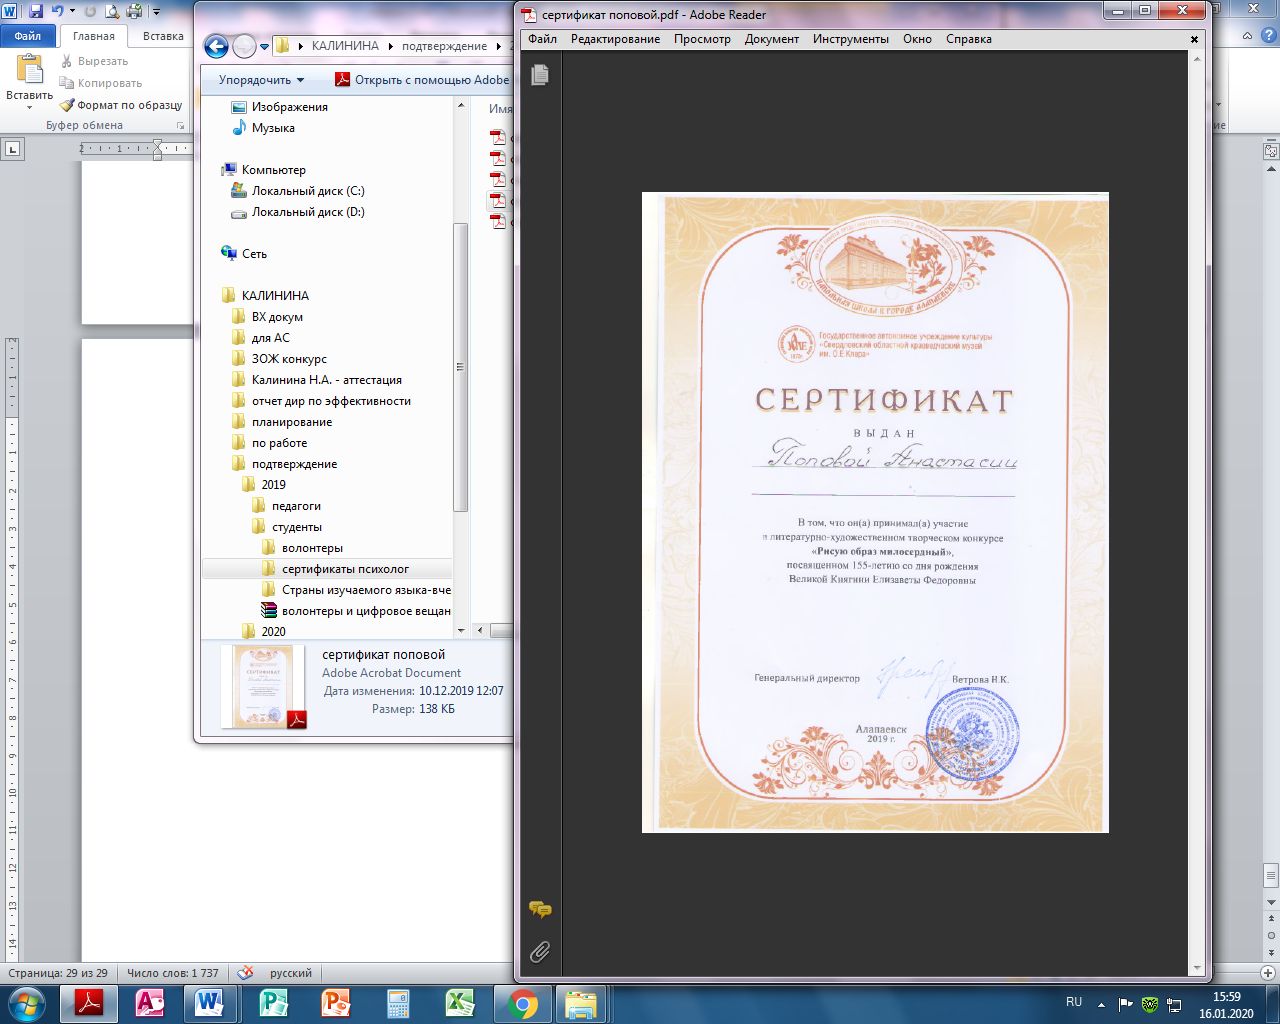 Файл
Главная
Вставка
Вставить
Вырезать
Копировать
Формат по образцу
Буфер обмена
КАЛИНИНА
подтверждение
Упорядочить
Открыть с помощью Adobe
Изображения
Музыка
Компьютер
Локальный диск (C:)
Локальный диск (D:)
Сеть
КАЛИНИНА
ВХ докум
для АС
ЗОЖ конкурс
Калинина Н.А. - аттестация
отчет дир по эффективности
планирование
по работе
подтверждение
2019
педагоги
студенты
волонтеры
сертификаты психолог
Страны изучаемого языка-вче
волонтеры и цифровое вещан
2020
сертификат поповой
Adobe Acrobat Document
Дата изменения: 10.12.2019 12:07
Размер: 138 КБ
сертификат поповой.pdf - Adobe Reader
Файл Редактирование Просмотр Документ Инструменты Окно Справка
НАПОЛЬНАЯ ШКОЛА В ГОРОДЕ АЛАПАЕВСКЕ
Государственное автономное учреждение культуры
«Свердловский областной краеведческий музей
им. О.Е.Клера»
СЕРТИФИКАТ
ВЫДАН
Поповой Анастасии
В том, что он(а) принимал(а) участие
в литературно-художественном творческом конкурсе
«Рисую образ милосердный»,
посвященном 155-летию со дня рождения
Великой Княгини Елизаветы Федоровны
Генеральный директор
Ветрова Н.К.
Алапаевск
2019 г.
Страница: 29 из 29
Число слов: 1 737
русский
RU
15:59
16.01.2020